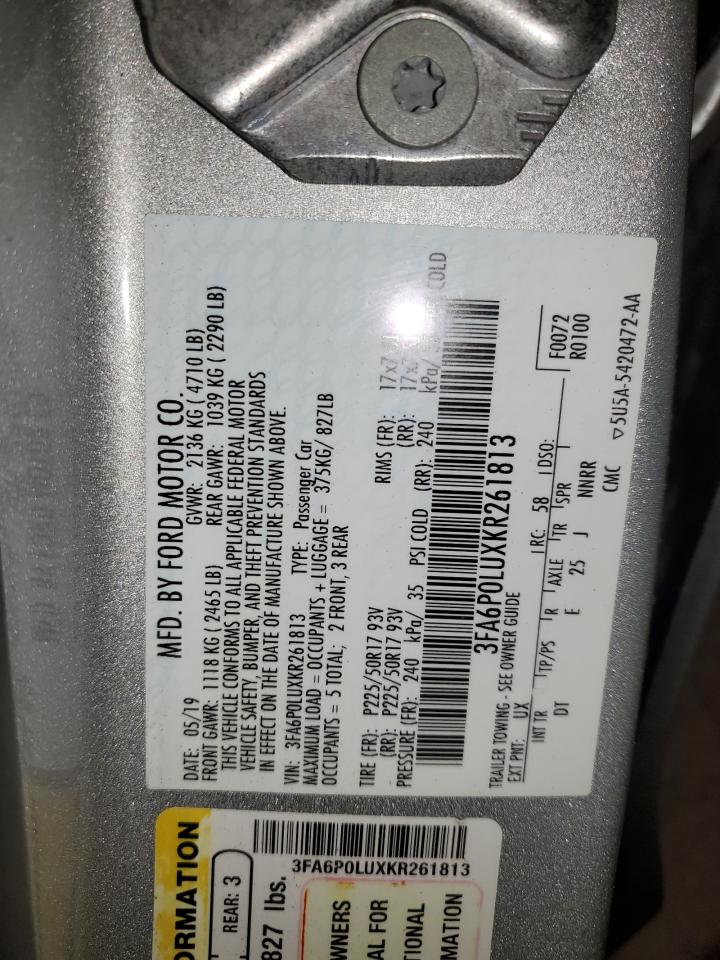 MFD. BY FORD MOTOR CO.
DATE: 05/19 GVWR: 2136 KG ( 4710 LB)
FRONT GAWR: 1118 KG ( 2465 LB) REAR GAWR: 1039 KG ( 2290 LB)
THIS VEHICLE CONFORMS TO ALL APPLICABLE FEDERAL MOTOR
VEHICLE SAFETY, BUMPER, AND THEFT PREVENTION STANDARDS
IN EFFECT ON THE DATE OF MANUFACTURE SHOWN ABOVE.
VIN: 3FA6P0LUXKR261813 TYPE: Passenger Car
MAXIMUM LOAD = OCCUPANTS + LUGGAGE = 375KG/ 827LB
OCCUPANTS = 5 TOTAL; 2 FRONT, 3 REAR
TIRE (FR): P225/50R17 93V RIMS (FR): 17x7
(RR): P225/50R17 93V (RR): 17x7
PRESSURE (FR): 240 kPa/ 35 PSI COLD (RR): 240 kPa/ COLD
3FA6P0LUXKR261813
TRAILER TOWING - SEE OWNER GUIDE
EXT PNT: UX RC: 58 DSO: F0072
R0100
INT TR TP/PS R AXLE TR SPR
DT E 25 J NNRR
CMC
▽5U5A-5420472-AA
3FA6P0LUXKR261813
ORMATION
REAR: 3
827 lbs.
WNERS
AL FOR
TIONAL
MATION